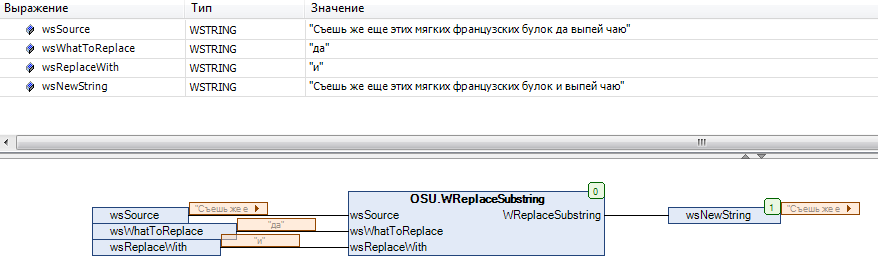 Выражение Тип Значение
wsSource WSTRING "Съешь же еще этих мягких французских булок да выпей чаю"
wsWhatToReplace WSTRING "да"
wsReplaceWith WSTRING "и"
wsNewString WSTRING "Съешь же еще этих мягких французских булок и выпей чаю"
OSU.WReplaceSubstring 0
wsSource "Съешь же е wsSource WReplaceSubstring wsNewString 1 "Съешь же е
wsWhatToReplace "да" wsWhatToReplace
wsReplaceWith "и" wsReplaceWith